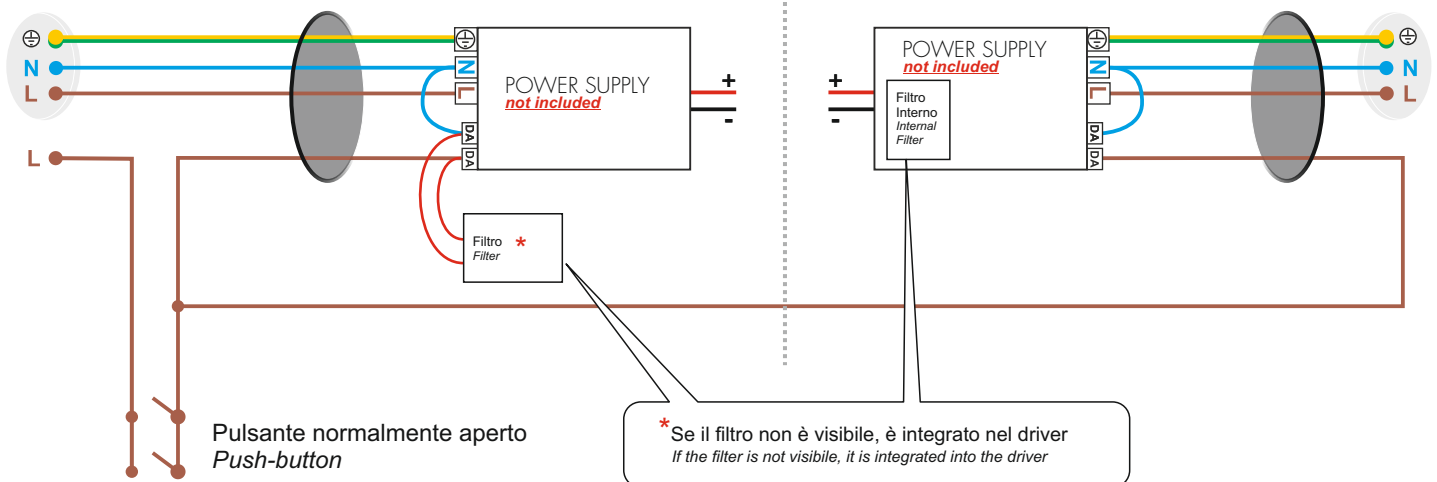 N
L
L
N
L
DA
DA
POWER SUPPLY
not included
+
-
Filtro *
Filter
+
-
POWER SUPPLY
not included
Filtro
Interno
Internal
Filter
N
L
DA
DA
N
L
Pulsante normalmente aperto
Push-button
*Se il filtro non è visibile, è integrato nel driver
If the filter is not visibile, it is integrated into the driver